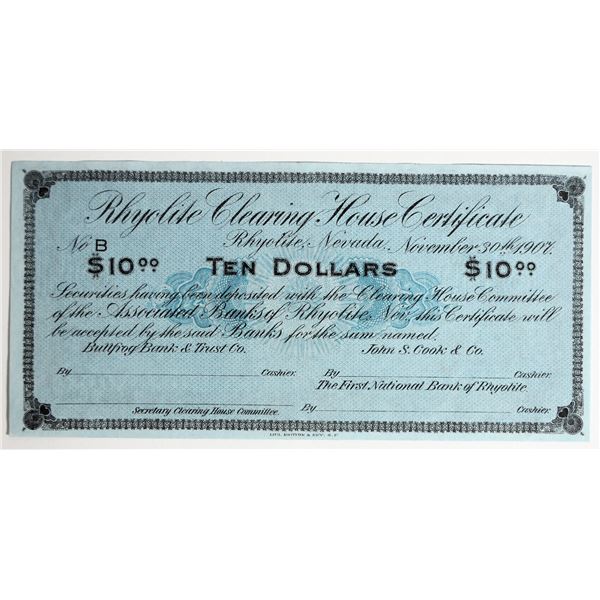 Rhyolite Clearing House Certificate
No B Rhyolite, Nevada, November 30th, 1907.
$10.00 TEN DOLLARS $10.00
Securities having been deposited with the Clearing House Committee
of the Associated Banks of Rhyolite, Nev, this Certificate will
be accepted by the said Banks for the sum named.
Bullfrog Bank & Trust Co. John S. Cook & Co.
By Cashier. By Cashier.
The First National Bank of Rhyolite.
By Cashier.
Secretary Clearing House Committee.